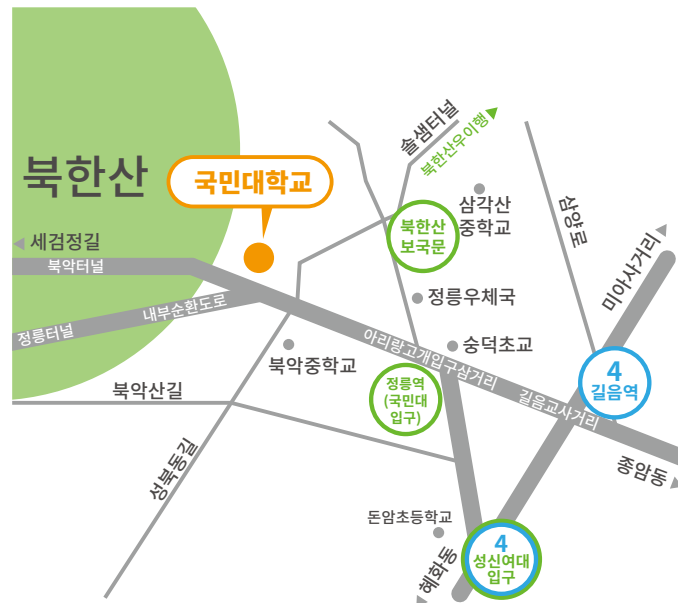 솔샘터널
북한산우이행
북한산
국민대학교
삼각산
중학교
북한산
보국문
삼양로
미아사거리
세검정길
북악터널
정릉우체국
내부순환도로
정릉터널
아리랑고개입구삼거리
숭덕초교
북악중학교
4
길음역
정릉역
(국민대
입구)
길음교사거리
북악산길
성북동길
종암동
돈암초등학교
혜화동
4
성신여대
입구